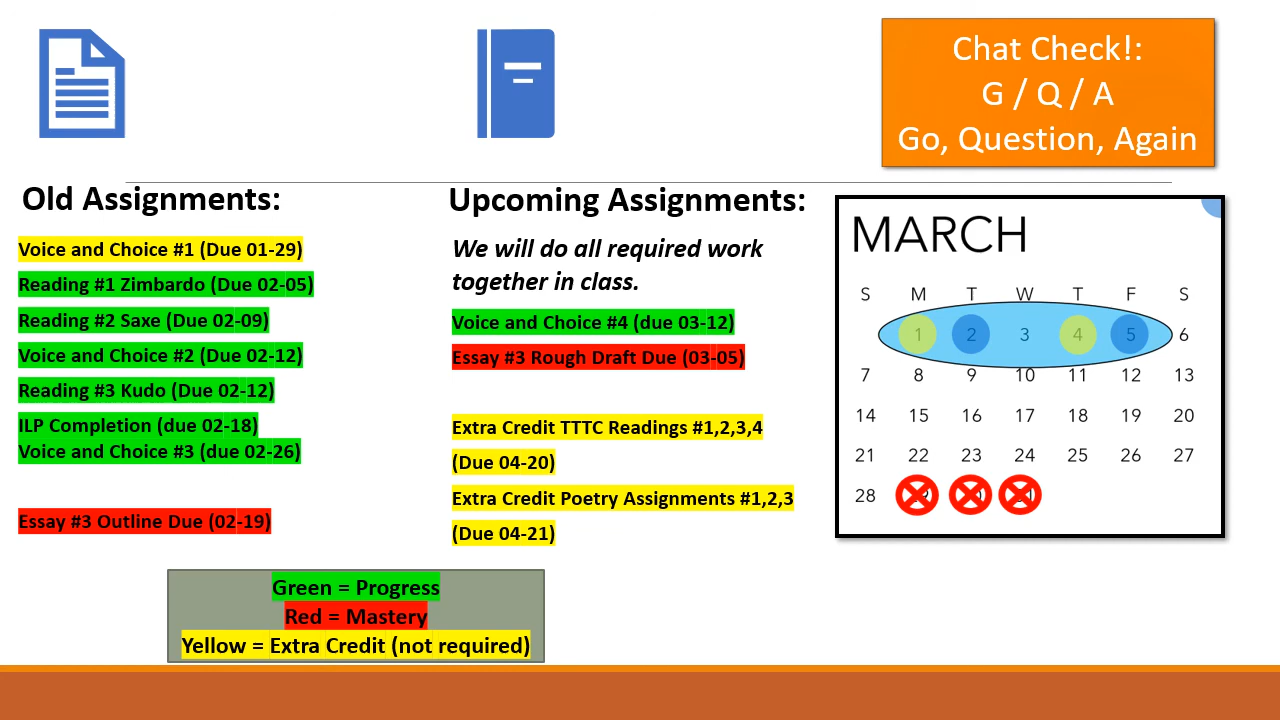 Chat Check!:
G / Q / A
Go, Question, Again
Old Assignments:
Voice and Choice #1 (Due 01-29)
Reading #1 Zimbardo (Due 02-05)
Reading #2 Saxe (Due 02-09)
Voice and Choice #2 (Due 02-12)
Reading #3 Kudo (Due 02-12)
ILP Completion (due 02-18)
Voice and Choice #3 (due 02-26)
Essay #3 Outline Due (02-19)
Upcoming Assignments:
We will do all required work
together in class.
Voice and Choice #4 (due 03-12)
Essay #3 Rough Draft Due (03-05)
Extra Credit TTTC Readings #1,2,3,4
(Due 04-20)
Extra Credit Poetry Assignments #1,2,3
(Due 04-21)
MARCH
S M T W T F S
1 2 3 4 5 6
7 8 9 10 11 12 13
14 15 16 17 18 19 20
21 22 23 24 25 26 27
28
Green = Progress
Red = Mastery
Yellow = Extra Credit (not required)